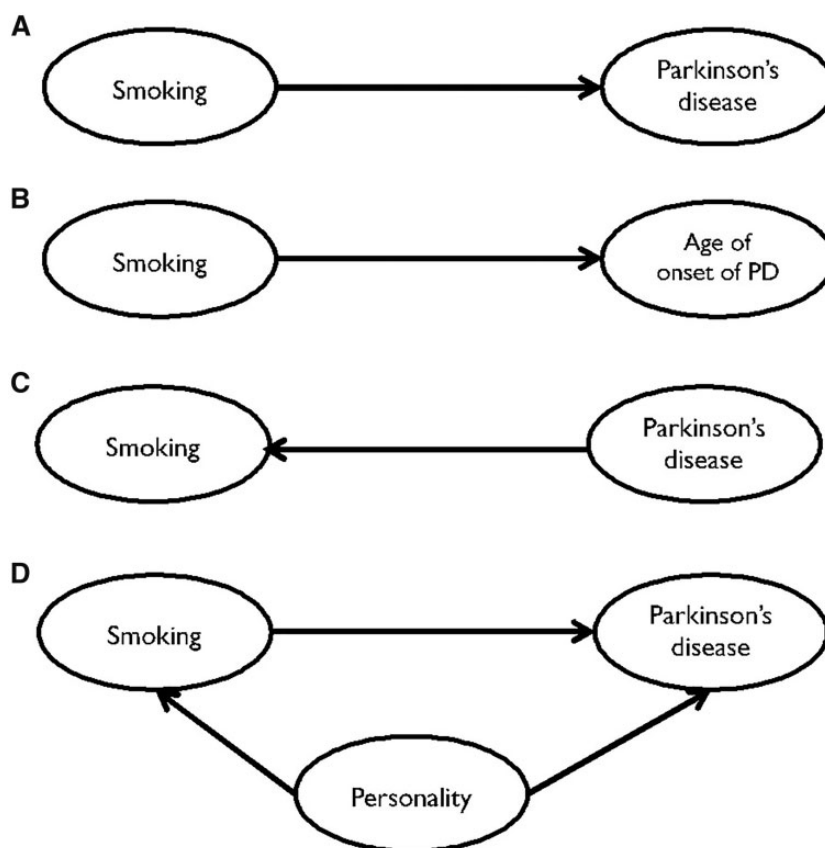 A
Smoking
Parkinson's
disease
B
Smoking
Age of
onset of PD
C
Smoking
Parkinson's
disease
D
Smoking
Parkinson's
disease
Personality